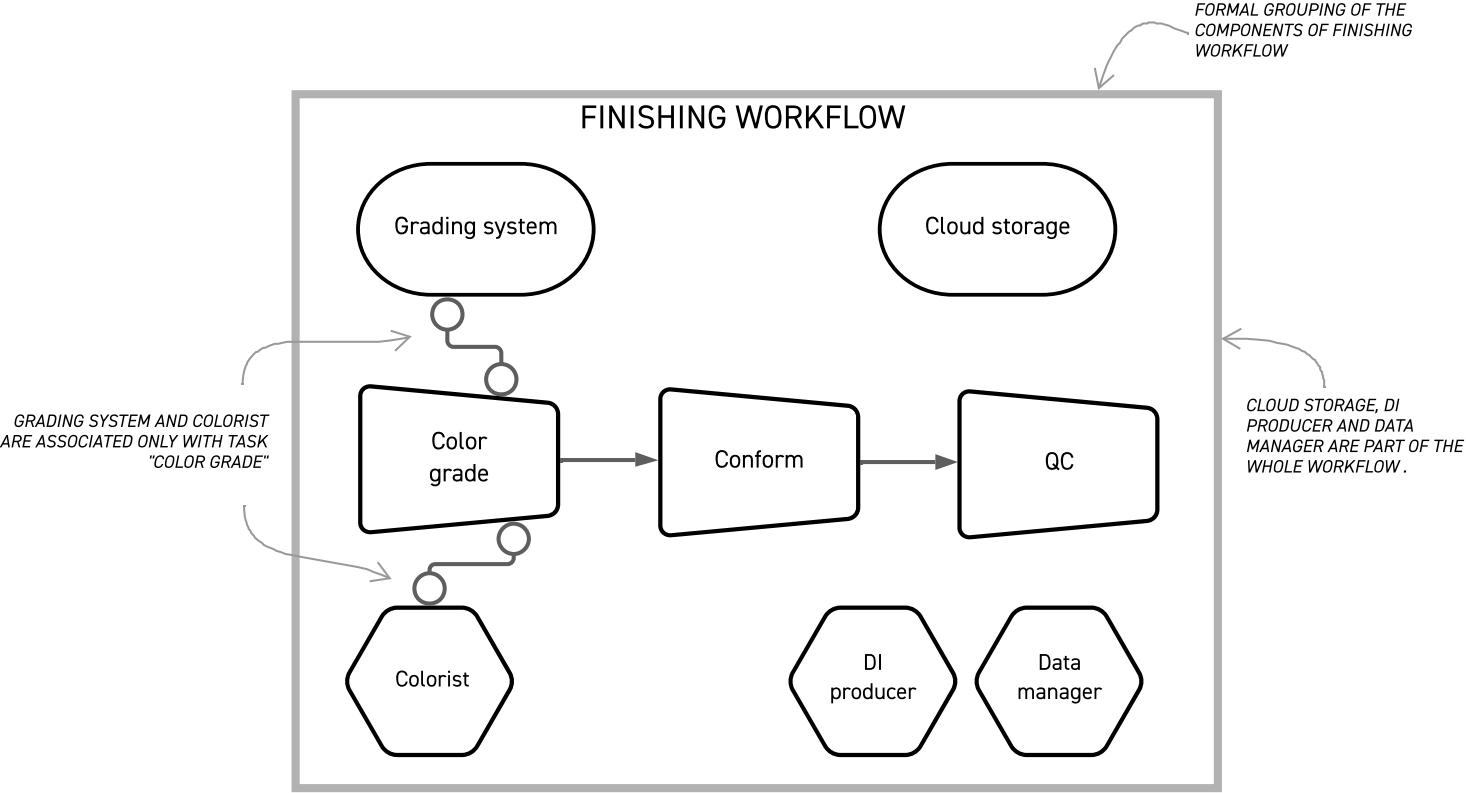 FORMAL GROUPING OF THE
COMPONENTS OF FINISHING
WORKFLOW
FINISHING WORKFLOW
Grading system
Cloud storage
GRADING SYSTEM AND COLORIST
ARE ASSOCIATED ONLY WITH TASK
"COLOR GRADE"
Color
grade
Conform
QC
CLOUD STORAGE, DI
PRODUCER AND DATA
MANAGER ARE PART OF THE
WHOLE WORKFLOW .
Colorist
DI
producer
Data
manager